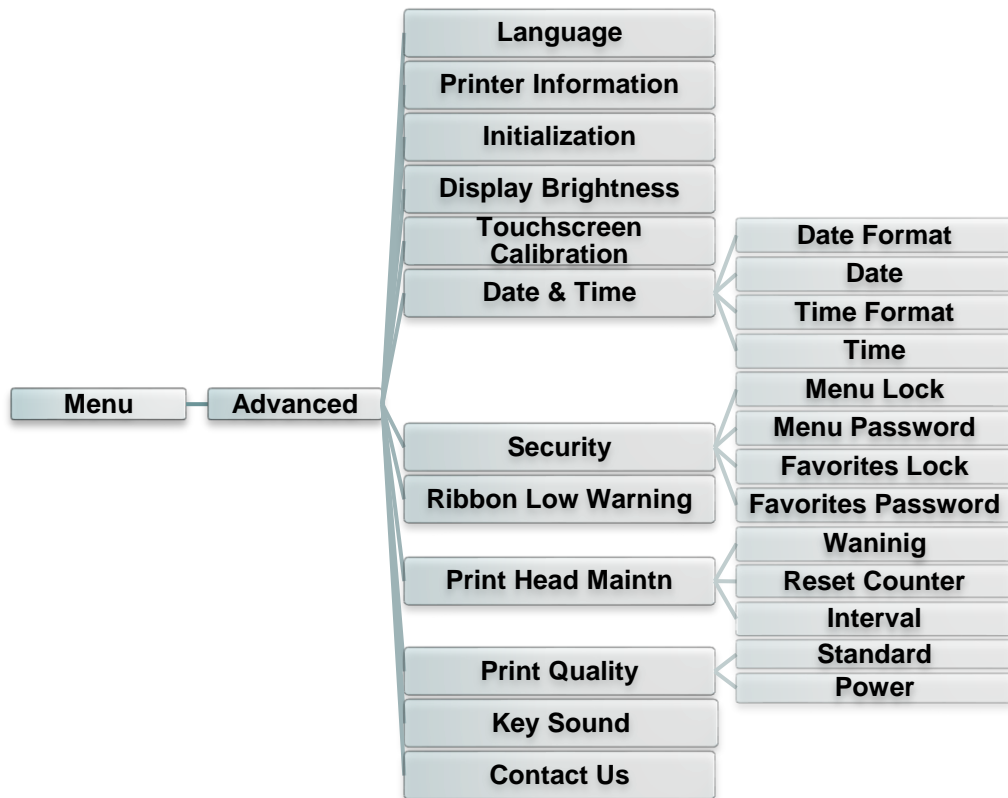 Language
Printer Information
Initialization
Display Brightness
Touchscreen
Calibration
Date & Time
Date Format
Date
Time Format
Time
Menu
Advanced
Security
Menu Lock
Menu Password
Favorites Lock
Favorites Password
Ribbon Low Warning
Print Head Maintn
Waninig
Reset Counter
Interval
Print Quality
Standard
Power
Key Sound
Contact Us